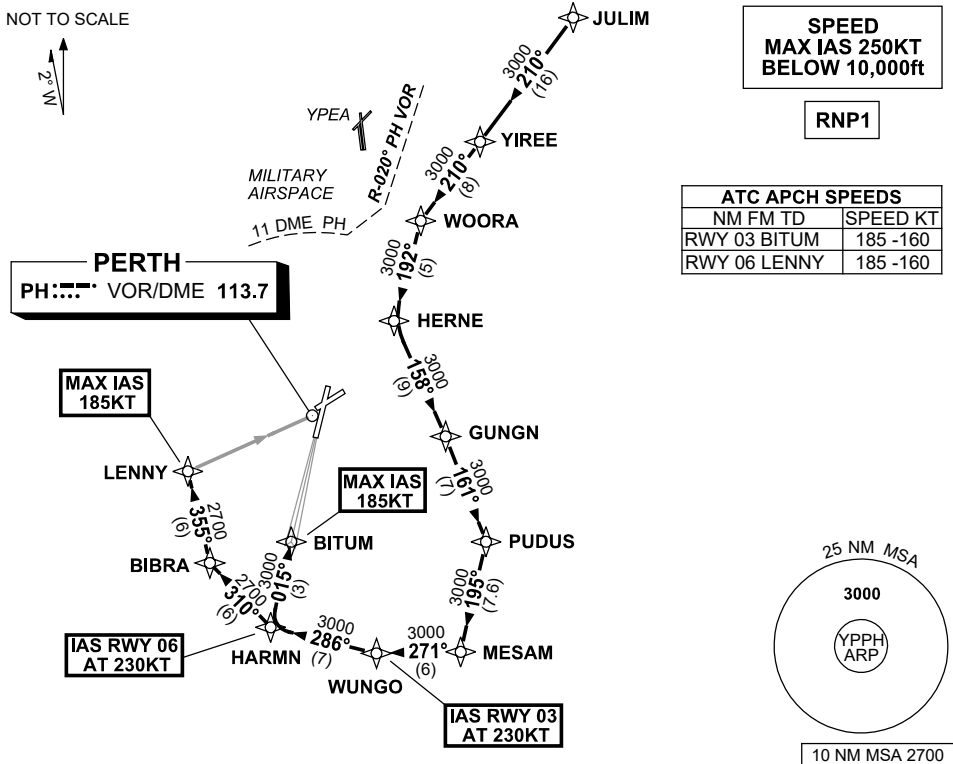 NOT TO SCALE
2° W
JULIM
3000
210°
(16)
SPEED
MAX IAS 250KT
BELOW 10,000ft
RNP1
YPEA
R-020° PH VOR
YIREE
MILITARY
AIRSPACE
11 DME PH
3000
210°
(8)
WOORA
ATC APCH SPEEDS
NM FM TD SPEED KT
RWY 03 BITUM 185 -160
RWY 06 LENNY 185 -160
3000
192°
(5)
PERTH
PH VOR/DME 113.7
HERNE
3000
158°
(9)
MAX IAS
185KT
GUNGN
LENNY
MAX IAS
185KT
3000
161°
(7)
2700
355°
(6)
BITUM
PUDUS
BIBRA
3000
015°
(3)
3000
195°
(7.6)
2700
310°
(6)
IAS RWY 06
AT 230KT
HARMN
3000
286°
(7)
3000
271°
(6)
MESAM
WUNGO
IAS RWY 03
AT 230KT
25 NM MSA
3000
YPPH
ARP
10 NM MSA 2700